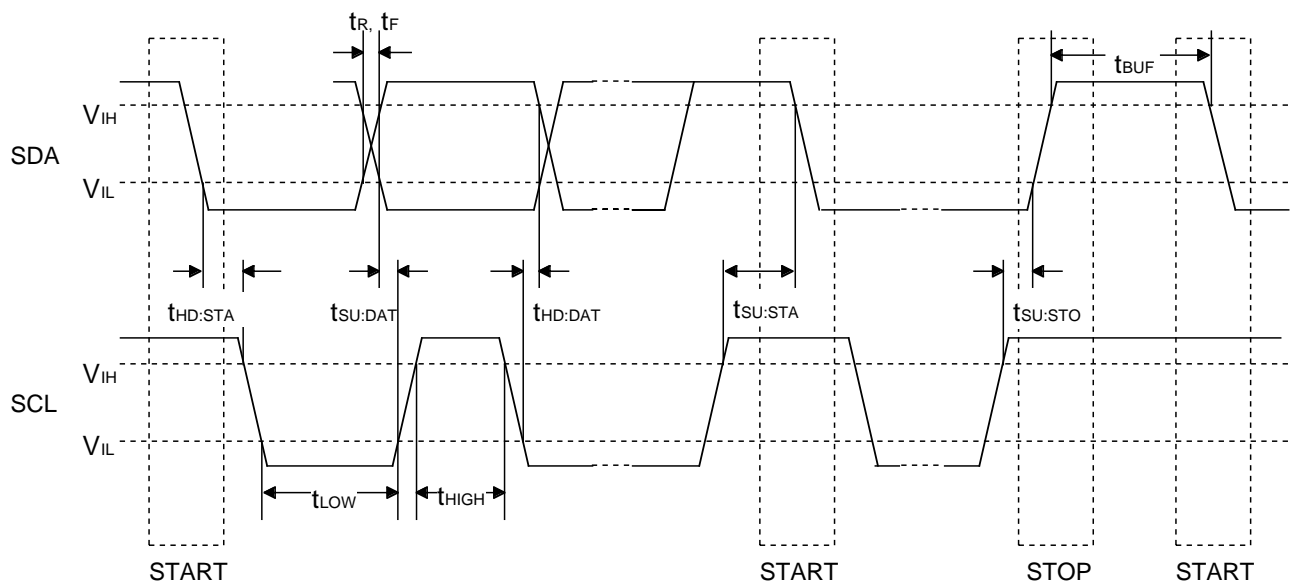 tR, tF
tBUF
VIH
SDA
VIL
tHD:STA
tSU:DAT
tHD:DAT
tSU:STA
tSU:STO
VIH
SCL
VIL
tLOW
tHIGH
START
START
STOP
START